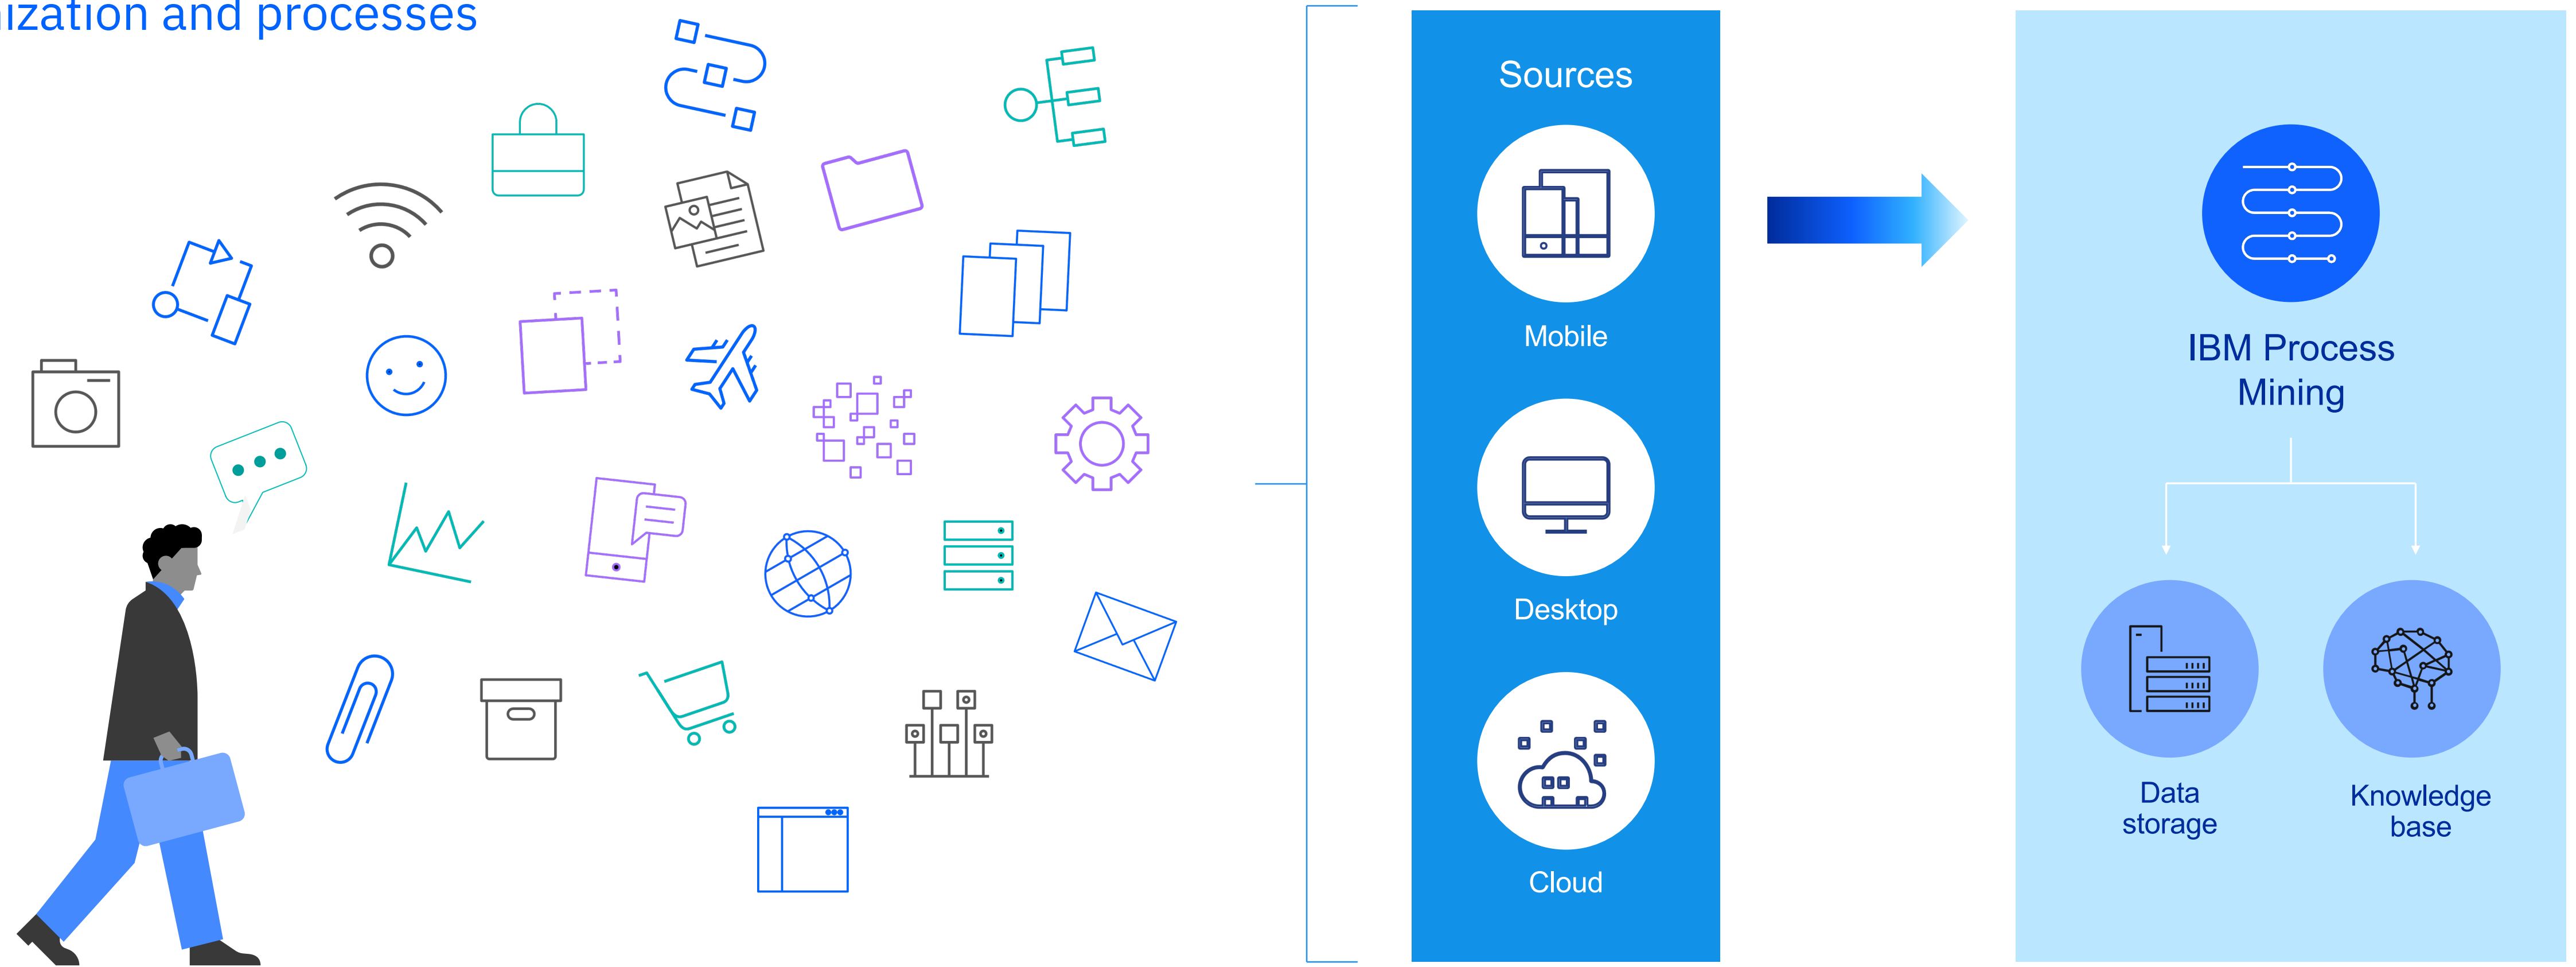 ization and processes
Sources
Mobile
Desktop
Cloud
IBM Process
Mining
Data
storage
Knowledge
base